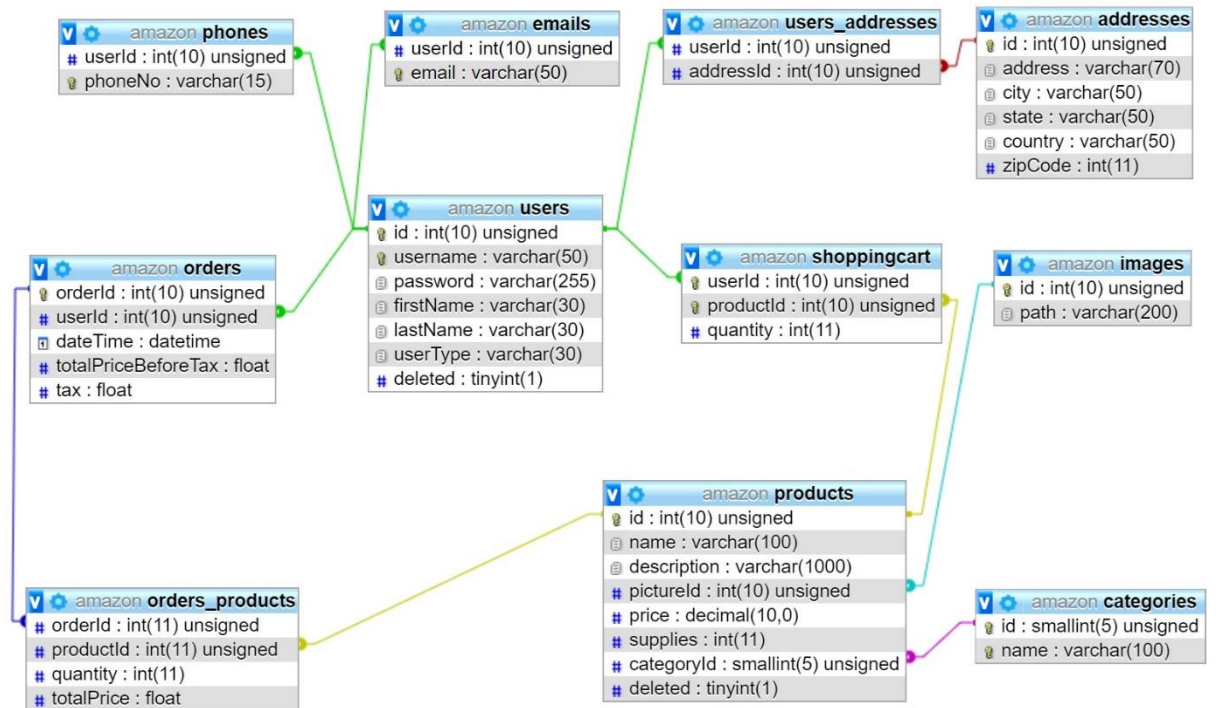 amazon phones
userId : int(10) unsigned
phoneNo : varchar(15)
amazon emails
userId : int(10) unsigned
email : varchar(50)
amazon users_addresses
userId : int(10) unsigned
addressId : int(10) unsigned
amazon addresses
id : int(10) unsigned
address : varchar(70)
city : varchar(50)
state : varchar(50)
country : varchar(50)
zipCode : int(11)
amazon orders
orderId : int(10) unsigned
userId : int(10) unsigned
dateTime : datetime
totalPriceBeforeTax : float
tax : float
amazon users
id : int(10) unsigned
username : varchar(50)
password : varchar(255)
firstName : varchar(30)
lastName : varchar(30)
userType : varchar(30)
deleted : tinyint(1)
amazon shoppingcart
userId : int(10) unsigned
productId : int(10) unsigned
quantity : int(11)
amazon images
id : int(10) unsigned
path : varchar(200)
amazon orders_products
orderId : int(11) unsigned
productId : int(11) unsigned
quantity : int(11)
totalPrice : float
amazon products
id : int(10) unsigned
name : varchar(100)
description : varchar(1000)
pictureId : int(10) unsigned
price : decimal(10,0)
supplies : int(11)
categoryId : smallint(5) unsigned
deleted : tinyint(1)
amazon categories
id : smallint(5) unsigned
name : varchar(100)